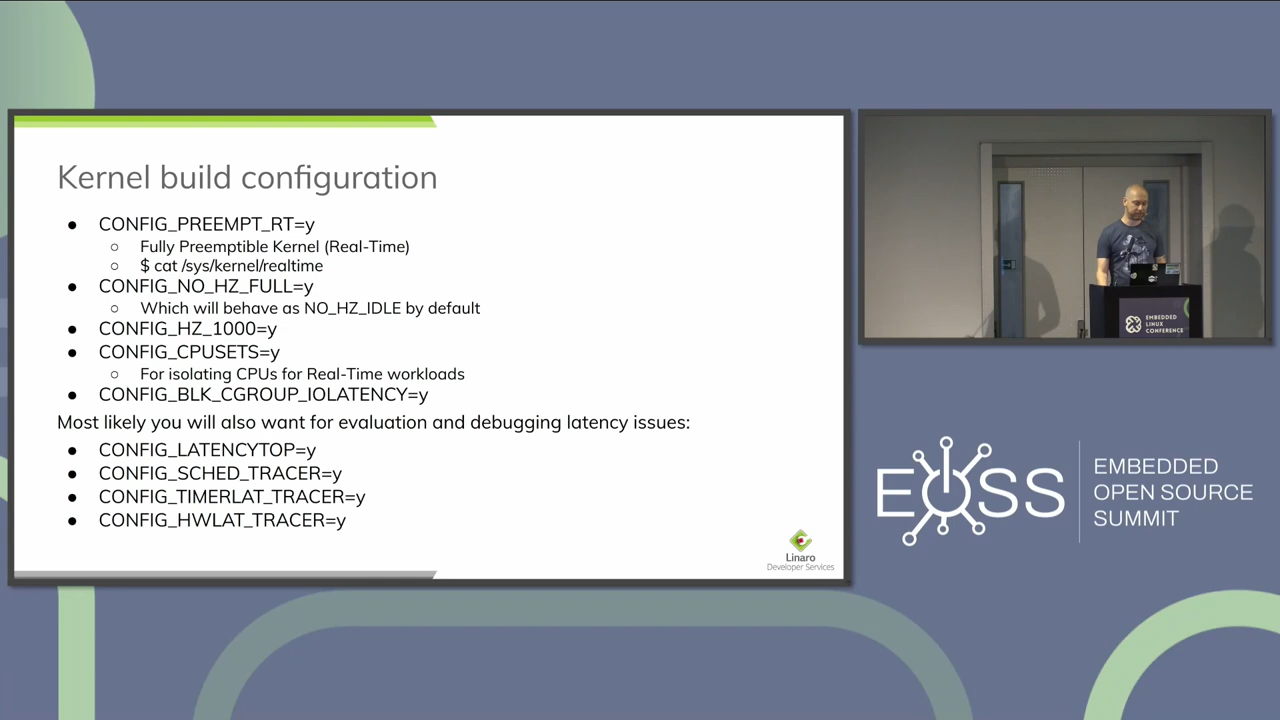 Kernel build configuration
● CONFIG_PREEMPT_RT=y
○ Fully Preemptible Kernel (Real-Time)
○ $ cat /sys/kernel/realtime
● CONFIG_NO_HZ_FULL=y
○ Which will behave as NO_HZ_IDLE by default
● CONFIG_HZ_1000=y
● CONFIG_CPUSETS=y
○ For isolating CPUs for Real-Time workloads
● CONFIG_BLK_CGROUP_IOLATENCY=y
Most likely you will also want for evaluation and debugging latency issues:
● CONFIG_LATENCYTOP=y
● CONFIG_SCHED_TRACER=y
● CONFIG_TIMERLAT_TRACER=y
● CONFIG_HWLAT_TRACER=y
Linaro
Developer Services
EMBEDDED
LINUX
CONFERENCE
EOSS
EMBEDDED
OPEN SOURCE
SUMMIT